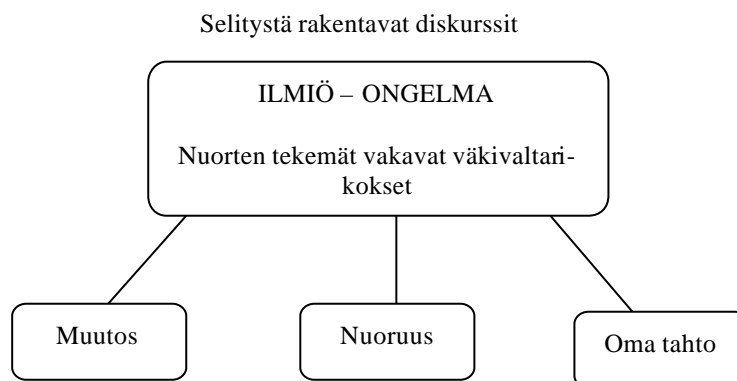 Selitystä rakentavat diskurssit
ILMIÖ – ONGELMA
Nuorten tekemät vakavat väkivaltari-
kokset
Muutos
Nuoruus
Oma tahto